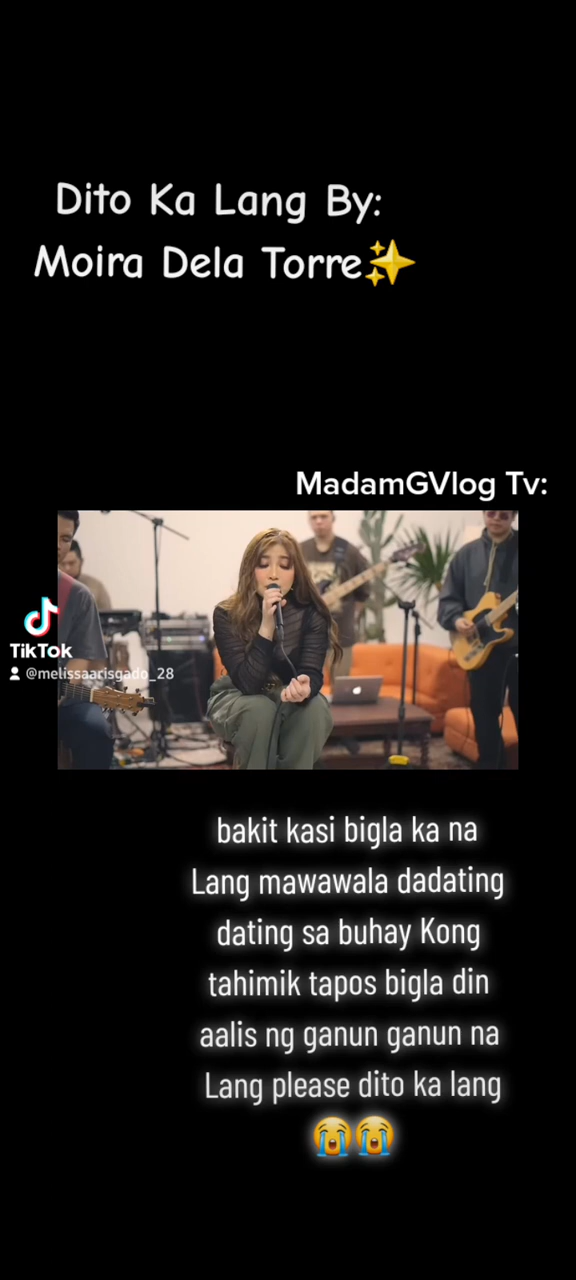 Dito Ka Lang By:
Moira Dela Torre✨
MadamGVlog Tv:
TikTok
@melissaarisgado_28
bakit kasi bigla ka na
Lang mawawala dadating
dating sa buhay Kong
tahimik tapos bigla din
aalis ng ganun ganun na
Lang please dito ka lang
😭😭